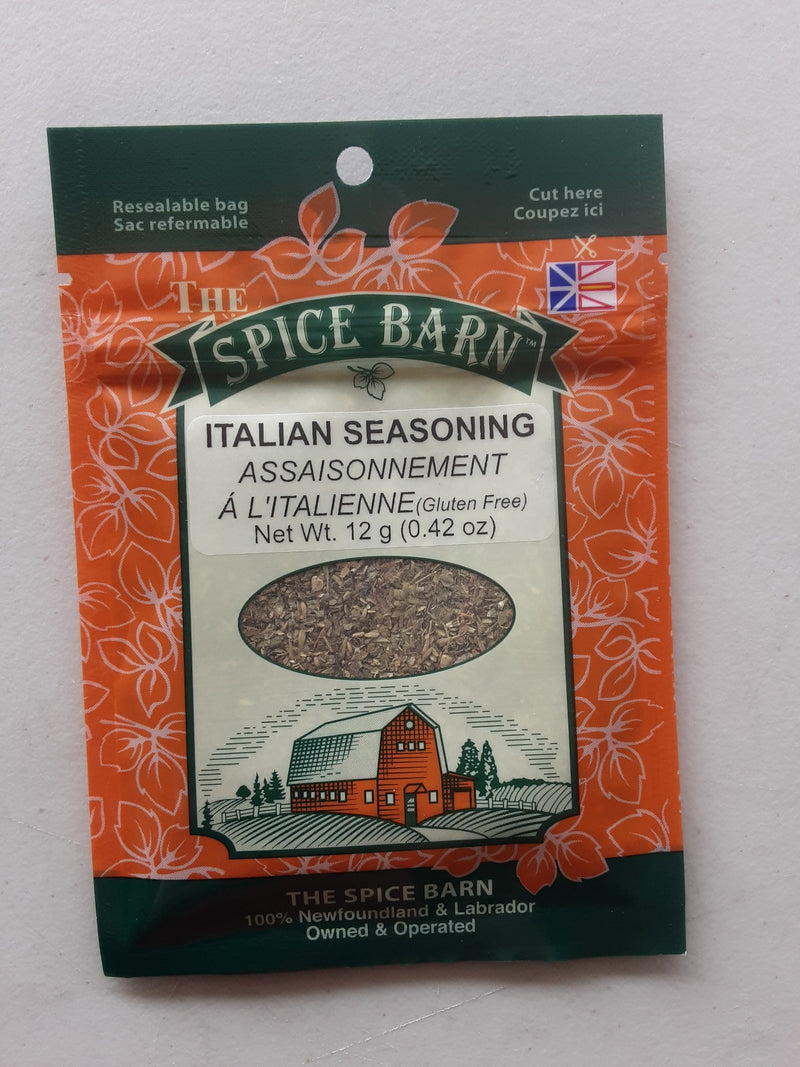 Resealable bag
Sac refermable
Cut here
Coupez ici
THE
SPICE BARN™
ITALIAN SEASONING
ASSAISONNEMENT
Á L'ITALIENNE(Gluten Free)
Net Wt. 12 g (0.42 oz)
THE SPICE BARN
100% Newfoundland & Labrador
Owned & Operated